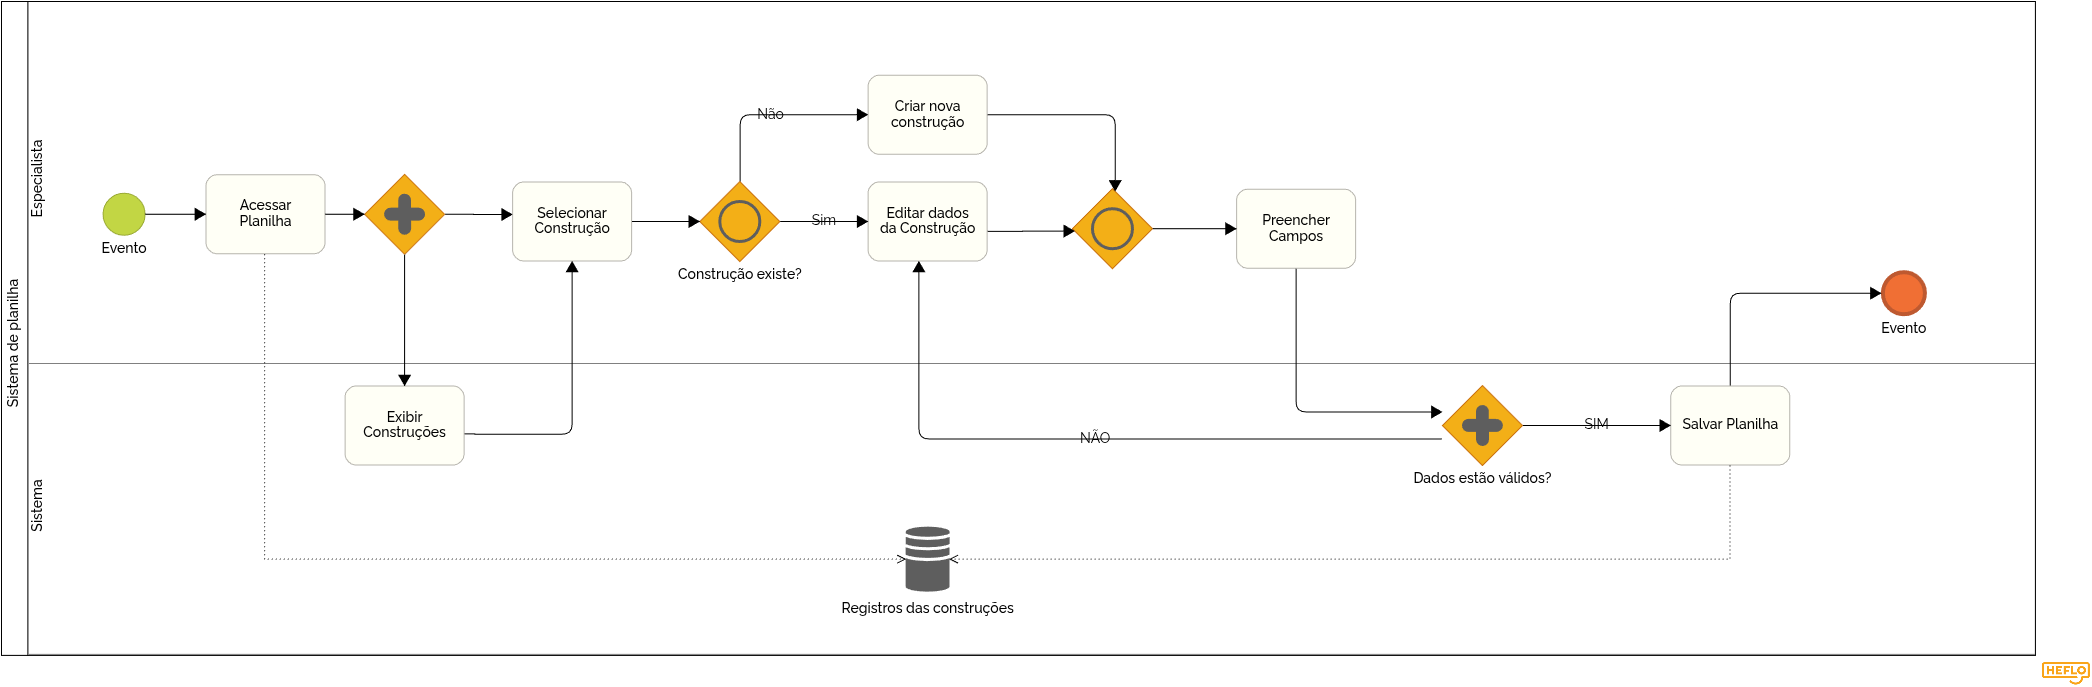 Sistema de planilha
Especialista
Evento
Acessar
Planilha
Selecionar
Construção
Construção existe?
Não
Sim
Criar nova
construção
Editar dados
da Construção
Preencher
Campos
Evento
Sistema
Exibir
Construções
NÃO
Dados estão válidos?
SIM
Salvar Planilha
Registros das construções
HEFLO